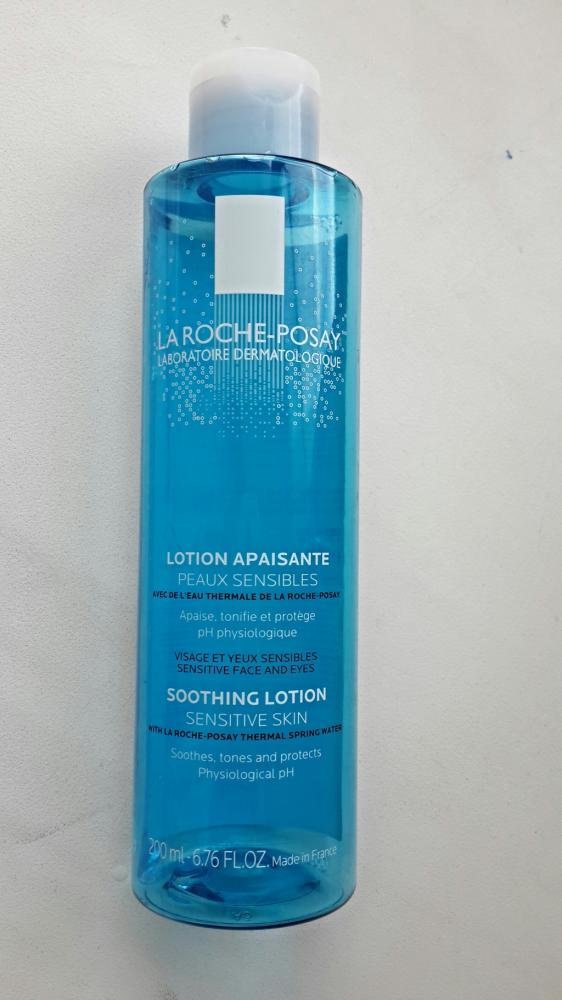 LA ROCHE-POSAY
LABORATOIRE DERMATOLOGIQUE
LOTION APAISANTE
PEAUX SENSIBLES
AVEC DE L'EAU THERMALE DE LA ROCHE-POSAY
Apaise, tonifie et protège
pH physiologique
VISAGE ET YEUX SENSIBLES
SENSITIVE FACE AND EYES
SOOTHING LOTION
SENSITIVE SKIN
WITH LA ROCHE-POSAY THERMAL SPRING WATER
Soothes, tones and protects
Physiological pH
200 ml - 6.76 FL.OZ. Made in France